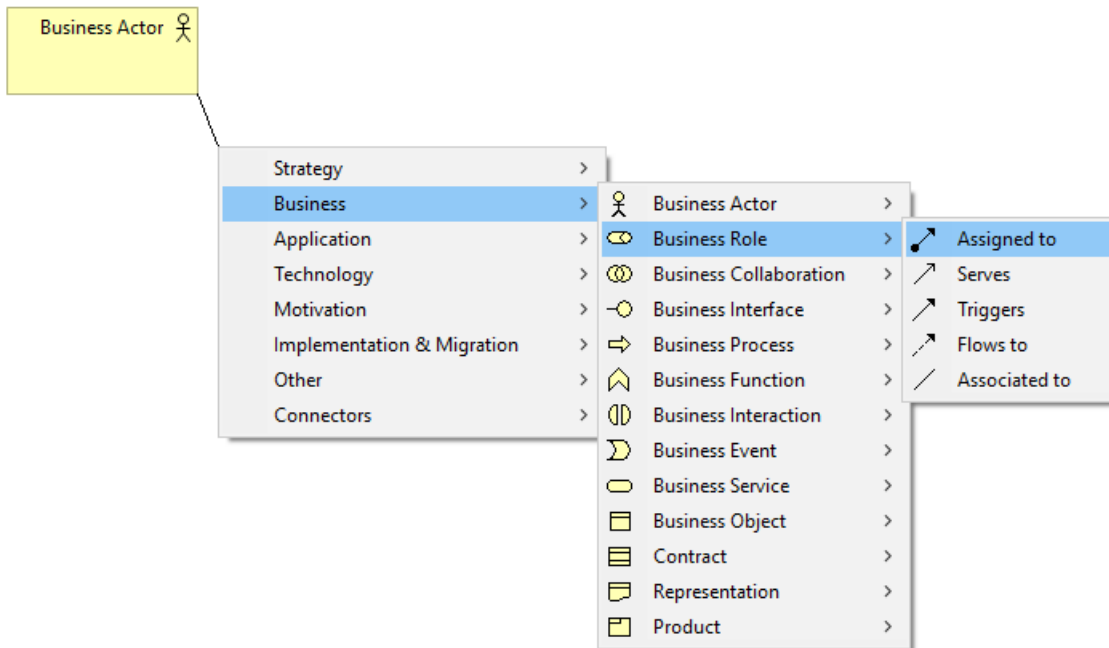 Business Actor
Strategy
Business
Application
Technology
Motivation
Implementation & Migration
Other
Connectors
Business Actor
Business Role
Business Collaboration
Business Interface
Business Process
Business Function
Business Interaction
Business Event
Business Service
Business Object
Contract
Representation
Product
Assigned to
Serves
Triggers
Flows to
Associated to